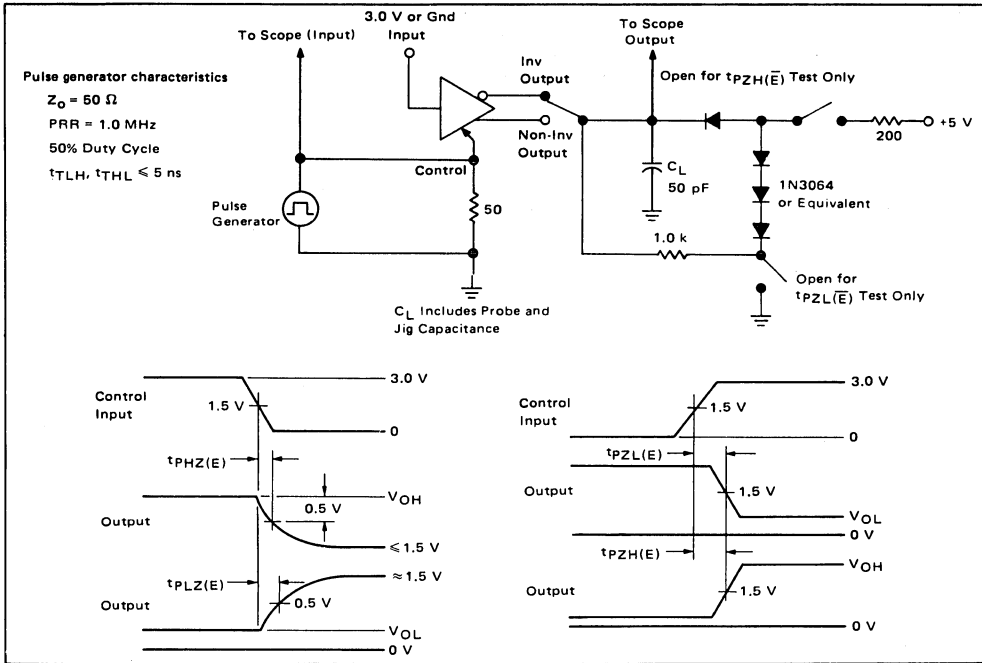 3.0 V or Gnd
Input
To Scope (Input)
To Scope
Output
Pulse generator characteristics
Z₀ = 50 Ω
PRR = 1.0 MHz
50% Duty Cycle
tTLH, tTHL ≤ 5 ns
Inv
Output
Non-Inv
Output
Control
Open for tPZH(E̅) Test Only
200
+5 V
CL
50 pF
1N3064
or Equivalent
50
Pulse
Generator
1.0 k
Open for
tPZL(E̅) Test Only
CL Includes Probe and
Jig Capacitance
Control
Input
3.0 V
1.5 V
0
tPHZ(E)
Output
VOH
0.5 V
≤ 1.5 V
tPLZ(E)
Output
≈ 1.5 V
0.5 V
VOL
0 V
Control
Input
3.0 V
1.5 V
0
tPZL(E)
Output
1.5 V
VOL
0 V
tPZH(E)
Output
VOH
1.5 V
0 V